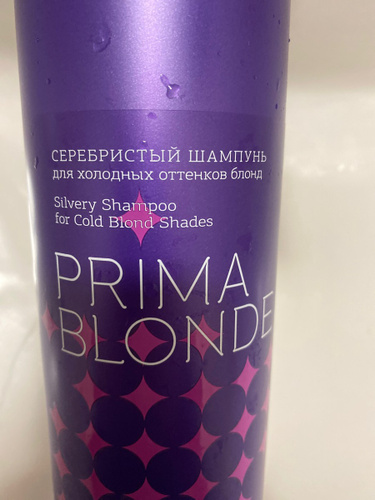 СЕРЕБРИСТЫЙ ШАМПУНЬ
для холодных оттенков блонд
Silvery Shampoo
for Cold Blond Shades
PRIMA
BLONDE